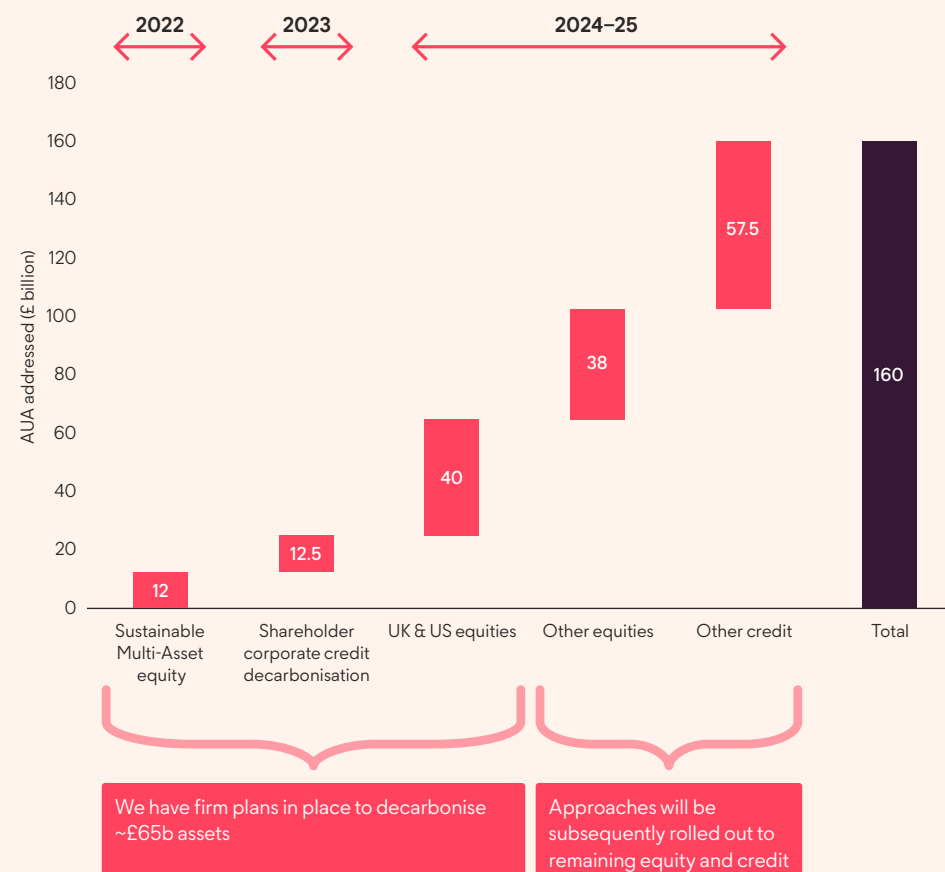 2022
2023
2024–25
AUA addressed (£ billion)
180
160
140
120
100
80
60
40
20
0
12
12.5
40
38
57.5
160
Sustainable
Multi-Asset
equity
Shareholder
corporate credit
decarbonisation
UK & US equities
Other equities
Other credit
Total
We have firm plans in place to decarbonise
~£65b assets
Approaches will be
subsequently rolled out to
remaining equity and credit